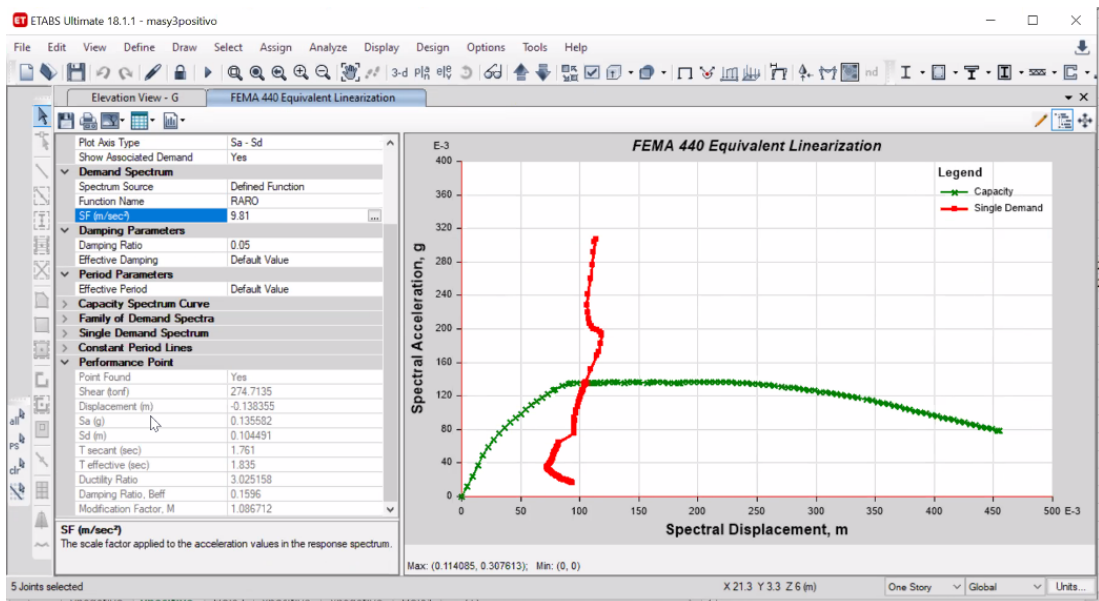 ETABS Ultimate 18.1.1 - masy3positivo
File Edit View Define Draw Select Assign Analyze Display Design Options Tools Help
3-d
nd
Elevation View - G
FEMA 440 Equivalent Linearization
Plot Axis Type Sa - Sd
Show Associated Demand Yes
Demand Spectrum
Spectrum Source Defined Function
Function Name RARO
SF (m/sec²) 9.81 ...
Damping Parameters
Damping Ratio 0.05
Effective Damping Default Value
Period Parameters
Effective Period Default Value
Capacity Spectrum Curve
Family of Demand Spectra
Single Demand Spectrum
Constant Period Lines
Performance Point
Point Found Yes
Shear (tonf) 274.7135
Displacement (m) -0.138355
Sa (g) 0.135582
Sd (m) 0.104491
T secant (sec) 1.761
T effective (sec) 1.835
Ductility Ratio 3.025158
Damping Ratio, Beff 0.1596
Modification Factor, M 1.086712
SF (m/sec²)
The scale factor applied to the acceleration values in the response spectrum.
all
PS
clr
E-3
FEMA 440 Equivalent Linearization
Legend
Capacity
Single Demand
400
360
320
280
240
200
160
120
80
40
0
Spectral Acceleration, g
0 50 100 150 200 250 300 350 400 450 500 E-3
Spectral Displacement, m
Max: (0.114085, 0.307613); Min: (0, 0)
5 Joints selected
X 21.3 Y 3.3 Z 6 (m)
One Story
Global
Units...